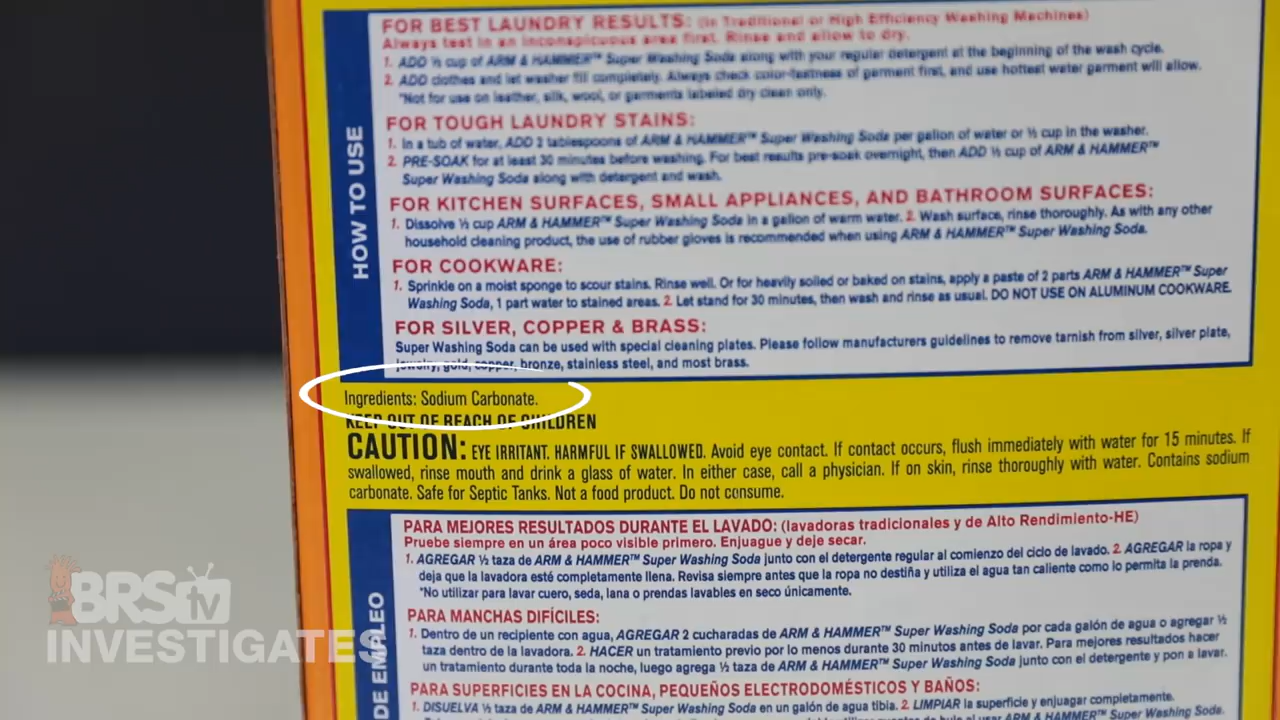 HOW TO USE
FOR BEST LAUNDRY RESULTS: (In Traditional or High Efficiency Washing Machines)
Always test in an inconspicuous area first. Rinse and allow to dry.
1. ADD ½ cup of ARM & HAMMER™ Super Washing Soda along with your regular detergent at the beginning of the wash cycle.
2. ADD clothes and let washer fill completely. Always check color-fastness of garment first, and use hottest water garment will allow.
*Not for use on leather, silk, wool, or garments labeled dry clean only.
FOR TOUGH LAUNDRY STAINS:
1. In a tub of water, ADD 2 tablespoons of ARM & HAMMER™ Super Washing Soda per gallon of water or ½ cup in the washer.
2. PRE-SOAK for at least 30 minutes before washing. For best results pre-soak overnight, then ADD ½ cup of ARM & HAMMER™
Super Washing Soda along with detergent and wash.
FOR KITCHEN SURFACES, SMALL APPLIANCES, AND BATHROOM SURFACES:
1. Dissolve ½ cup ARM & HAMMER™ Super Washing Soda in a gallon of warm water. 2. Wash surface, rinse thoroughly. As with any other
household cleaning product, the use of rubber gloves is recommended when using ARM & HAMMER™ Super Washing Soda.
FOR COOKWARE:
1. Sprinkle on a moist sponge to scour stains. Rinse well. Or for heavily soiled or baked on stains, apply a paste of 2 parts ARM & HAMMER™ Super
Washing Soda, 1 part water to stained areas. 2. Let stand for 30 minutes, then wash and rinse as usual. DO NOT USE ON ALUMINUM COOKWARE.
FOR SILVER, COPPER & BRASS:
Super Washing Soda can be used with special cleaning plates. Please follow manufacturers guidelines to remove tarnish from silver, silver plate,
jewelry, gold, copper, bronze, stainless steel, and most brass.
Ingredients: Sodium Carbonate.
KEEP OUT OF REACH OF CHILDREN
CAUTION: EYE IRRITANT. HARMFUL IF SWALLOWED. Avoid eye contact. If contact occurs, flush immediately with water for 15 minutes. If
swallowed, rinse mouth and drink a glass of water. In either case, call a physician. If on skin, rinse thoroughly with water. Contains sodium
carbonate. Safe for Septic Tanks. Not a food product. Do not consume.
DE EMPLEO
PARA MEJORES RESULTADOS DURANTE EL LAVADO: (lavadoras tradicionales y de Alto Rendimiento-HE)
Pruebe siempre en un área poco visible primero. Enjuague y deje secar.
1. AGREGAR ½ taza de ARM & HAMMER™ Super Washing Soda junto con el detergente regular al comienzo del ciclo de lavado. 2. AGREGAR la ropa y
deja que la lavadora esté completamente llena. Revisa siempre antes que la ropa no destiña y utiliza el agua tan caliente como lo permita la prenda.
*No utilizar para lavar cuero, seda, lana o prendas lavables en seco únicamente.
PARA MANCHAS DIFÍCILES:
1. Dentro de un recipiente con agua, AGREGAR 2 cucharadas de ARM & HAMMER™ Super Washing Soda por cada galón de agua o agregar ½
taza dentro de la lavadora. 2. HACER un tratamiento previo por lo menos durante 30 minutos antes de lavar. Para mejores resultados hacer
un tratamiento durante toda la noche, luego agrega ½ taza de ARM & HAMMER™ Super Washing Soda junto con el detergente y pon a lavar.
PARA SUPERFICIES EN LA COCINA, PEQUEÑOS ELECTRODOMÉSTICOS Y BAÑOS:
1. DISUELVA ½ taza de ARM & HAMMER™ Super Washing Soda en un galón de agua tibia. 2. LIMPIAR la superficie y enjuagar completamente.
BRStv
INVESTIGATES